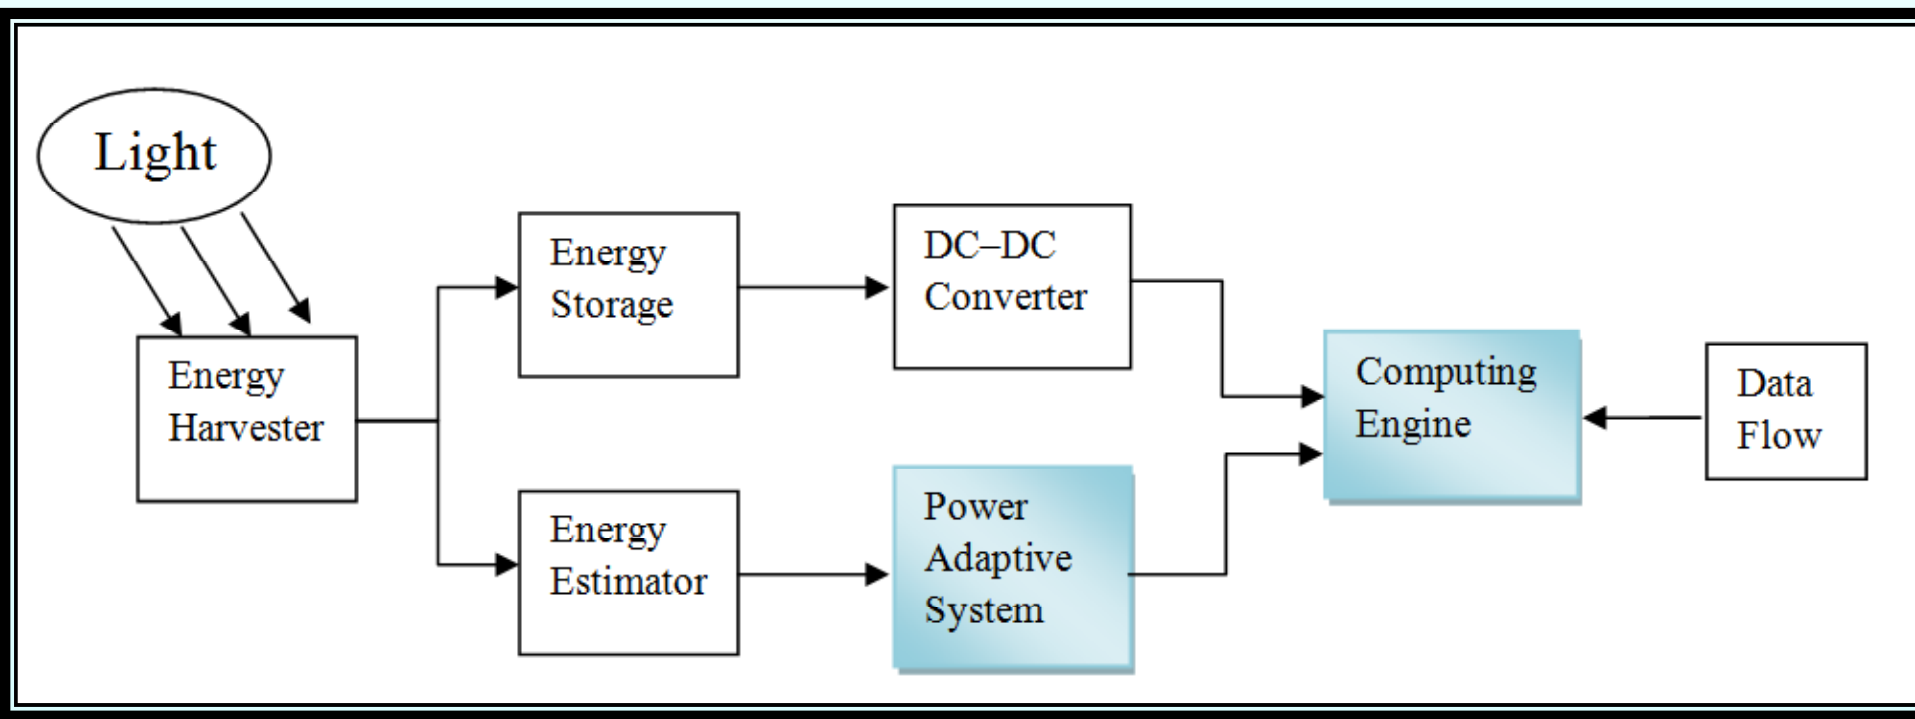 Light
Energy
Harvester
Energy
Storage
DC–DC
Converter
Energy
Estimator
Power
Adaptive
System
Computing
Engine
Data
Flow